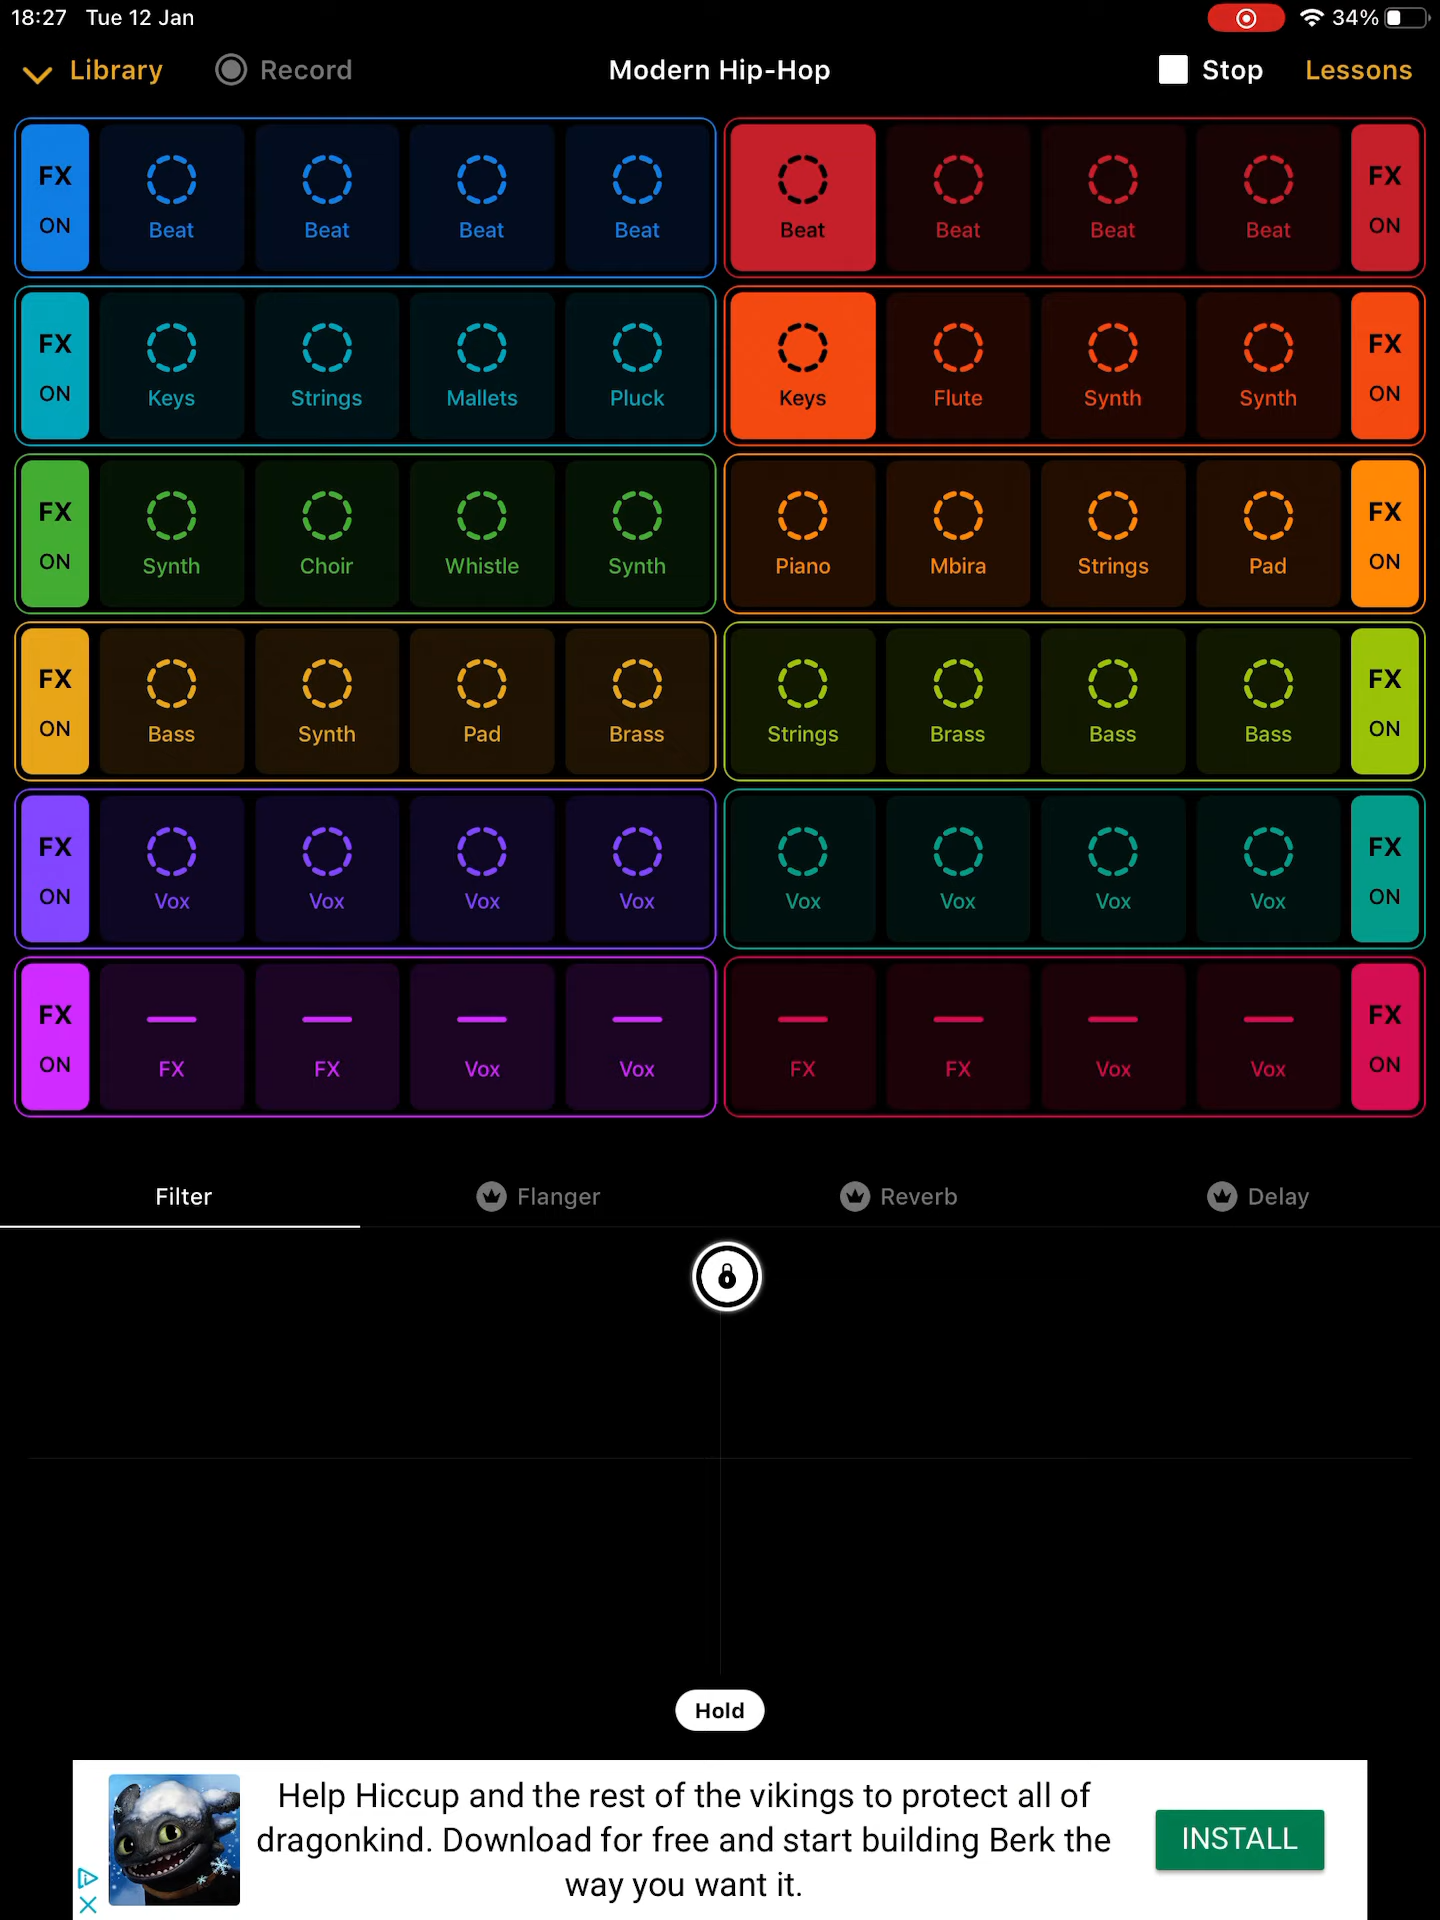 18:27 Tue 12 Jan 34%
Library Record Modern Hip-Hop Stop Lessons
FX Beat Beat Beat Beat Beat Beat Beat Beat FX
ON ON
FX Keys Strings Mallets Pluck Keys Flute Synth Synth FX
ON ON
FX Synth Choir Whistle Synth Piano Mbira Strings Pad FX
ON ON
FX Bass Synth Pad Brass Strings Brass Bass Bass FX
ON ON
FX Vox Vox Vox Vox Vox Vox Vox Vox FX
ON ON
FX FX FX Vox Vox FX FX Vox Vox FX
ON ON
Filter Flanger Reverb Delay
Hold
Help Hiccup and the rest of the vikings to protect all of
dragonkind. Download for free and start building Berk the
way you want it.
INSTALL